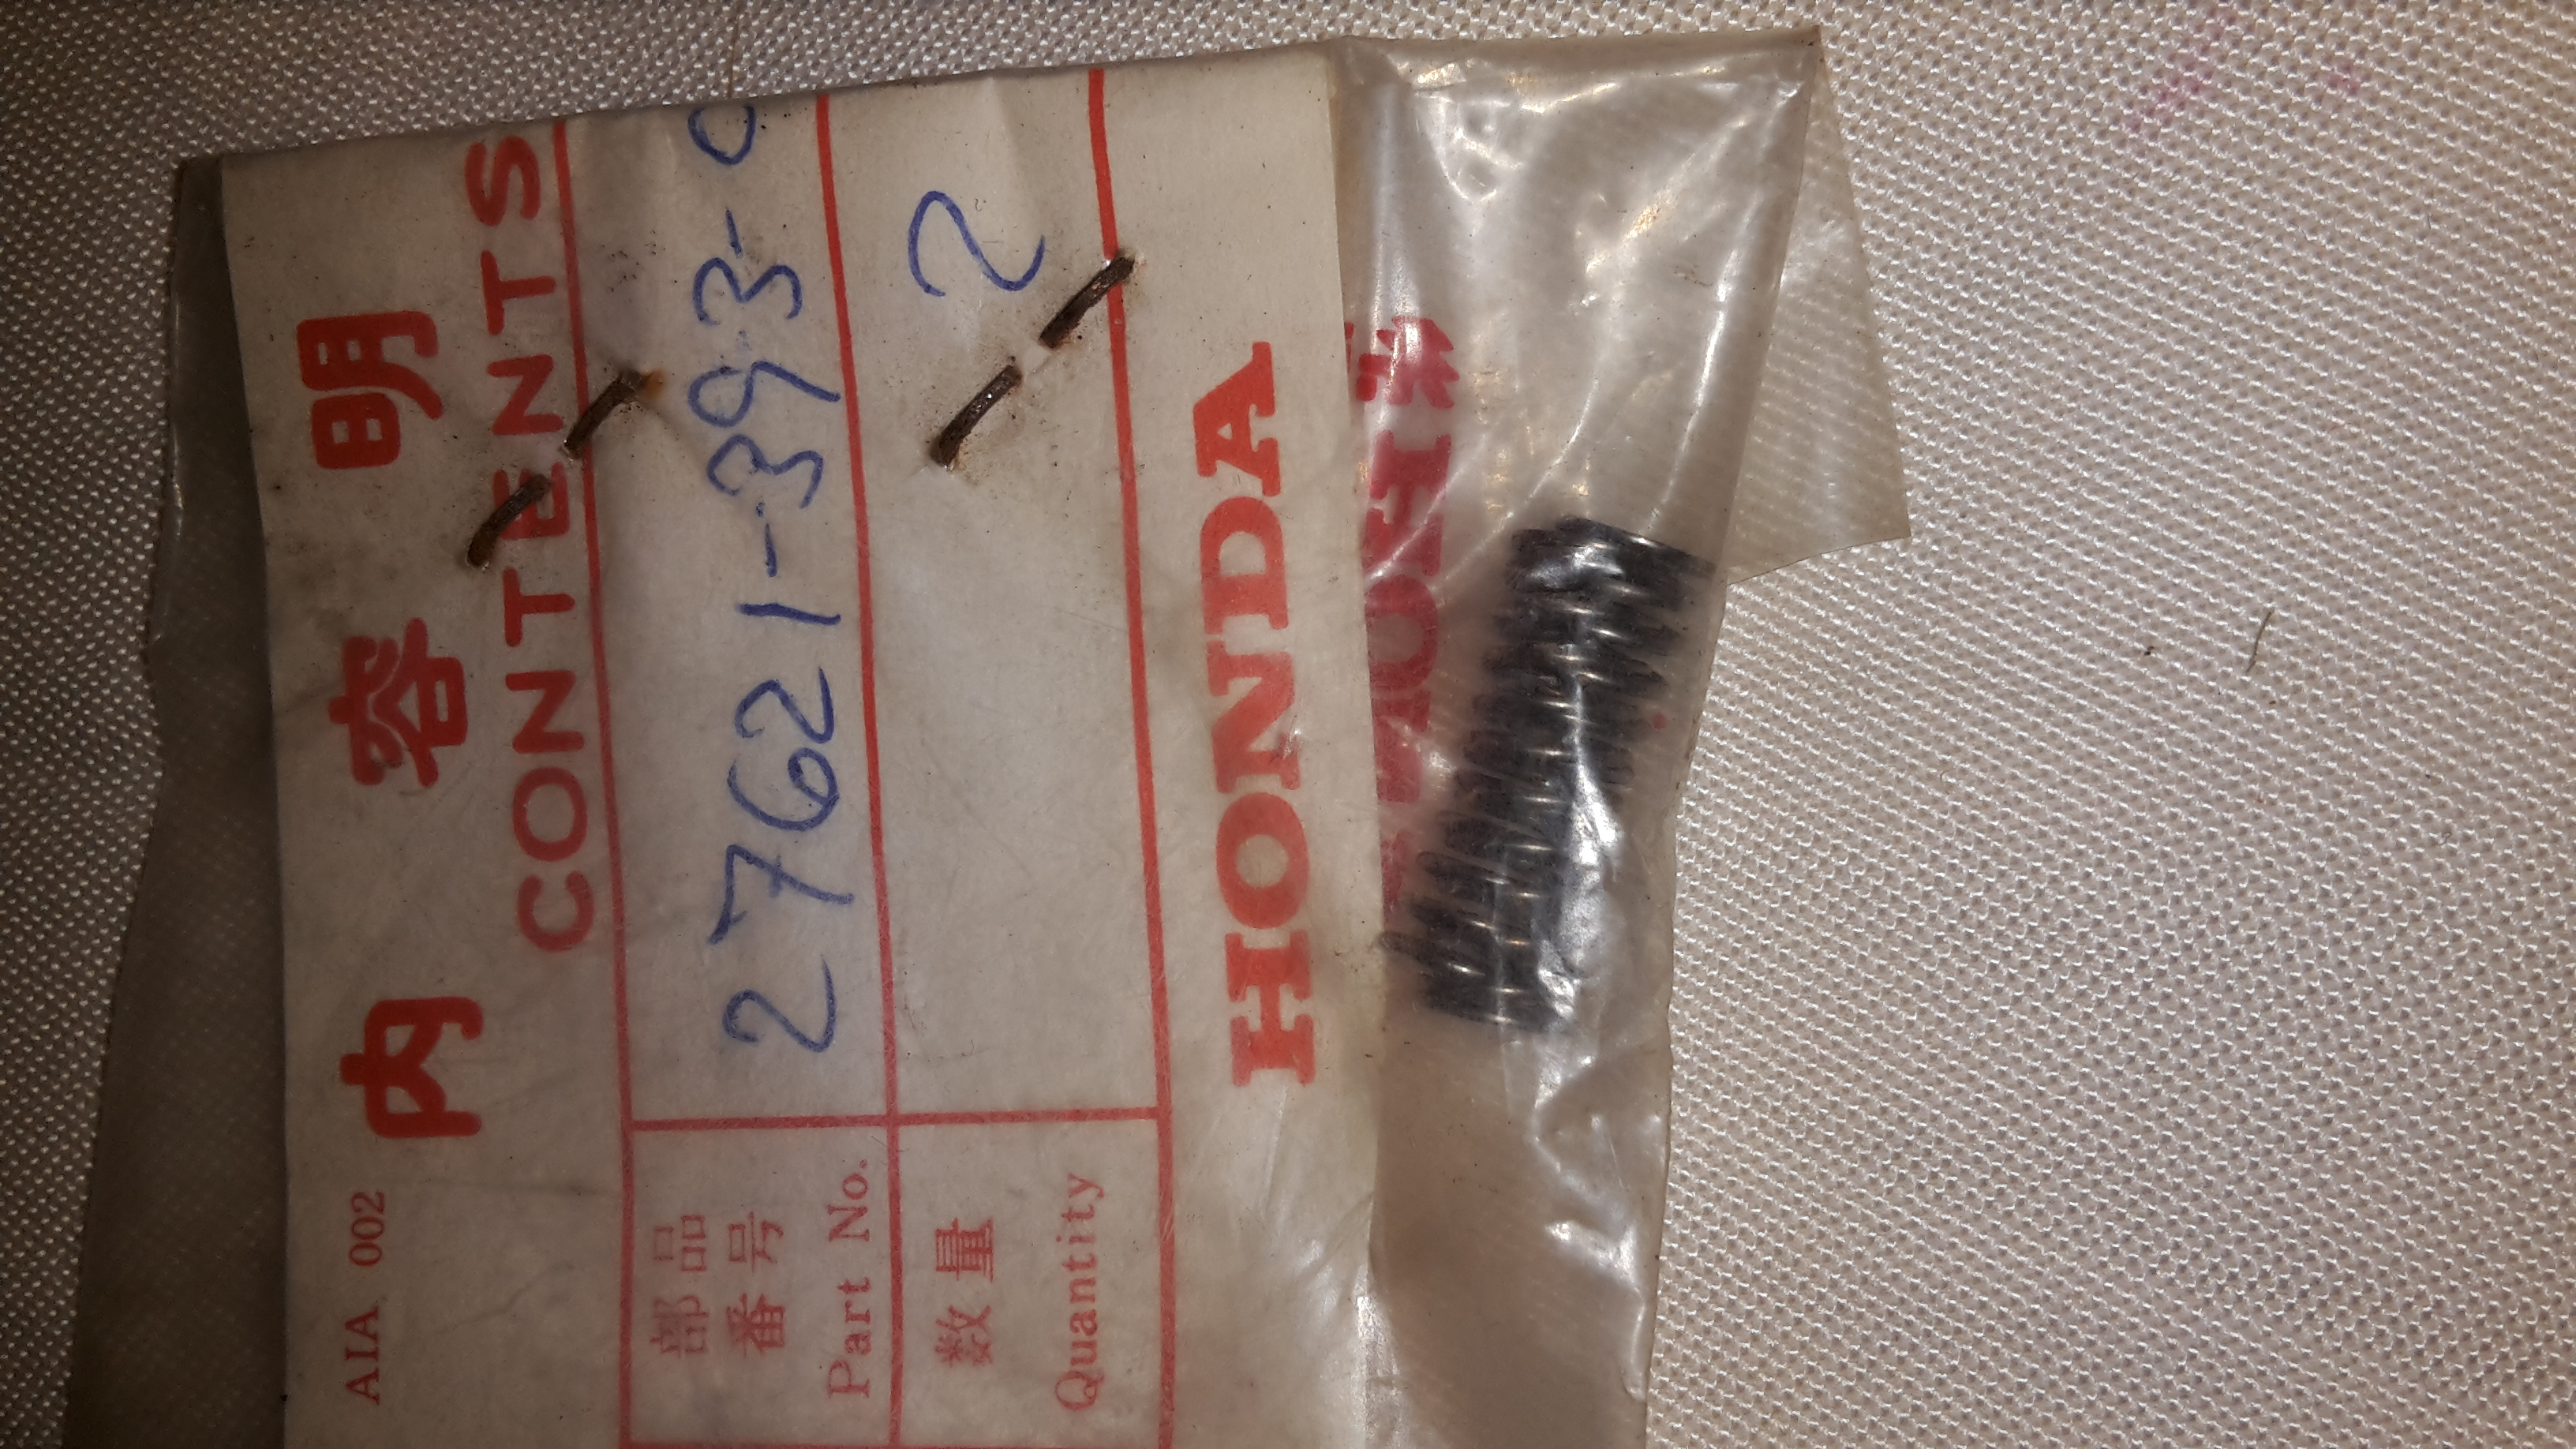 AIA 002
内容明
CONTENTS
部品
番号
Part No.
27621-393-0
数量
Quantity
2
HONDA